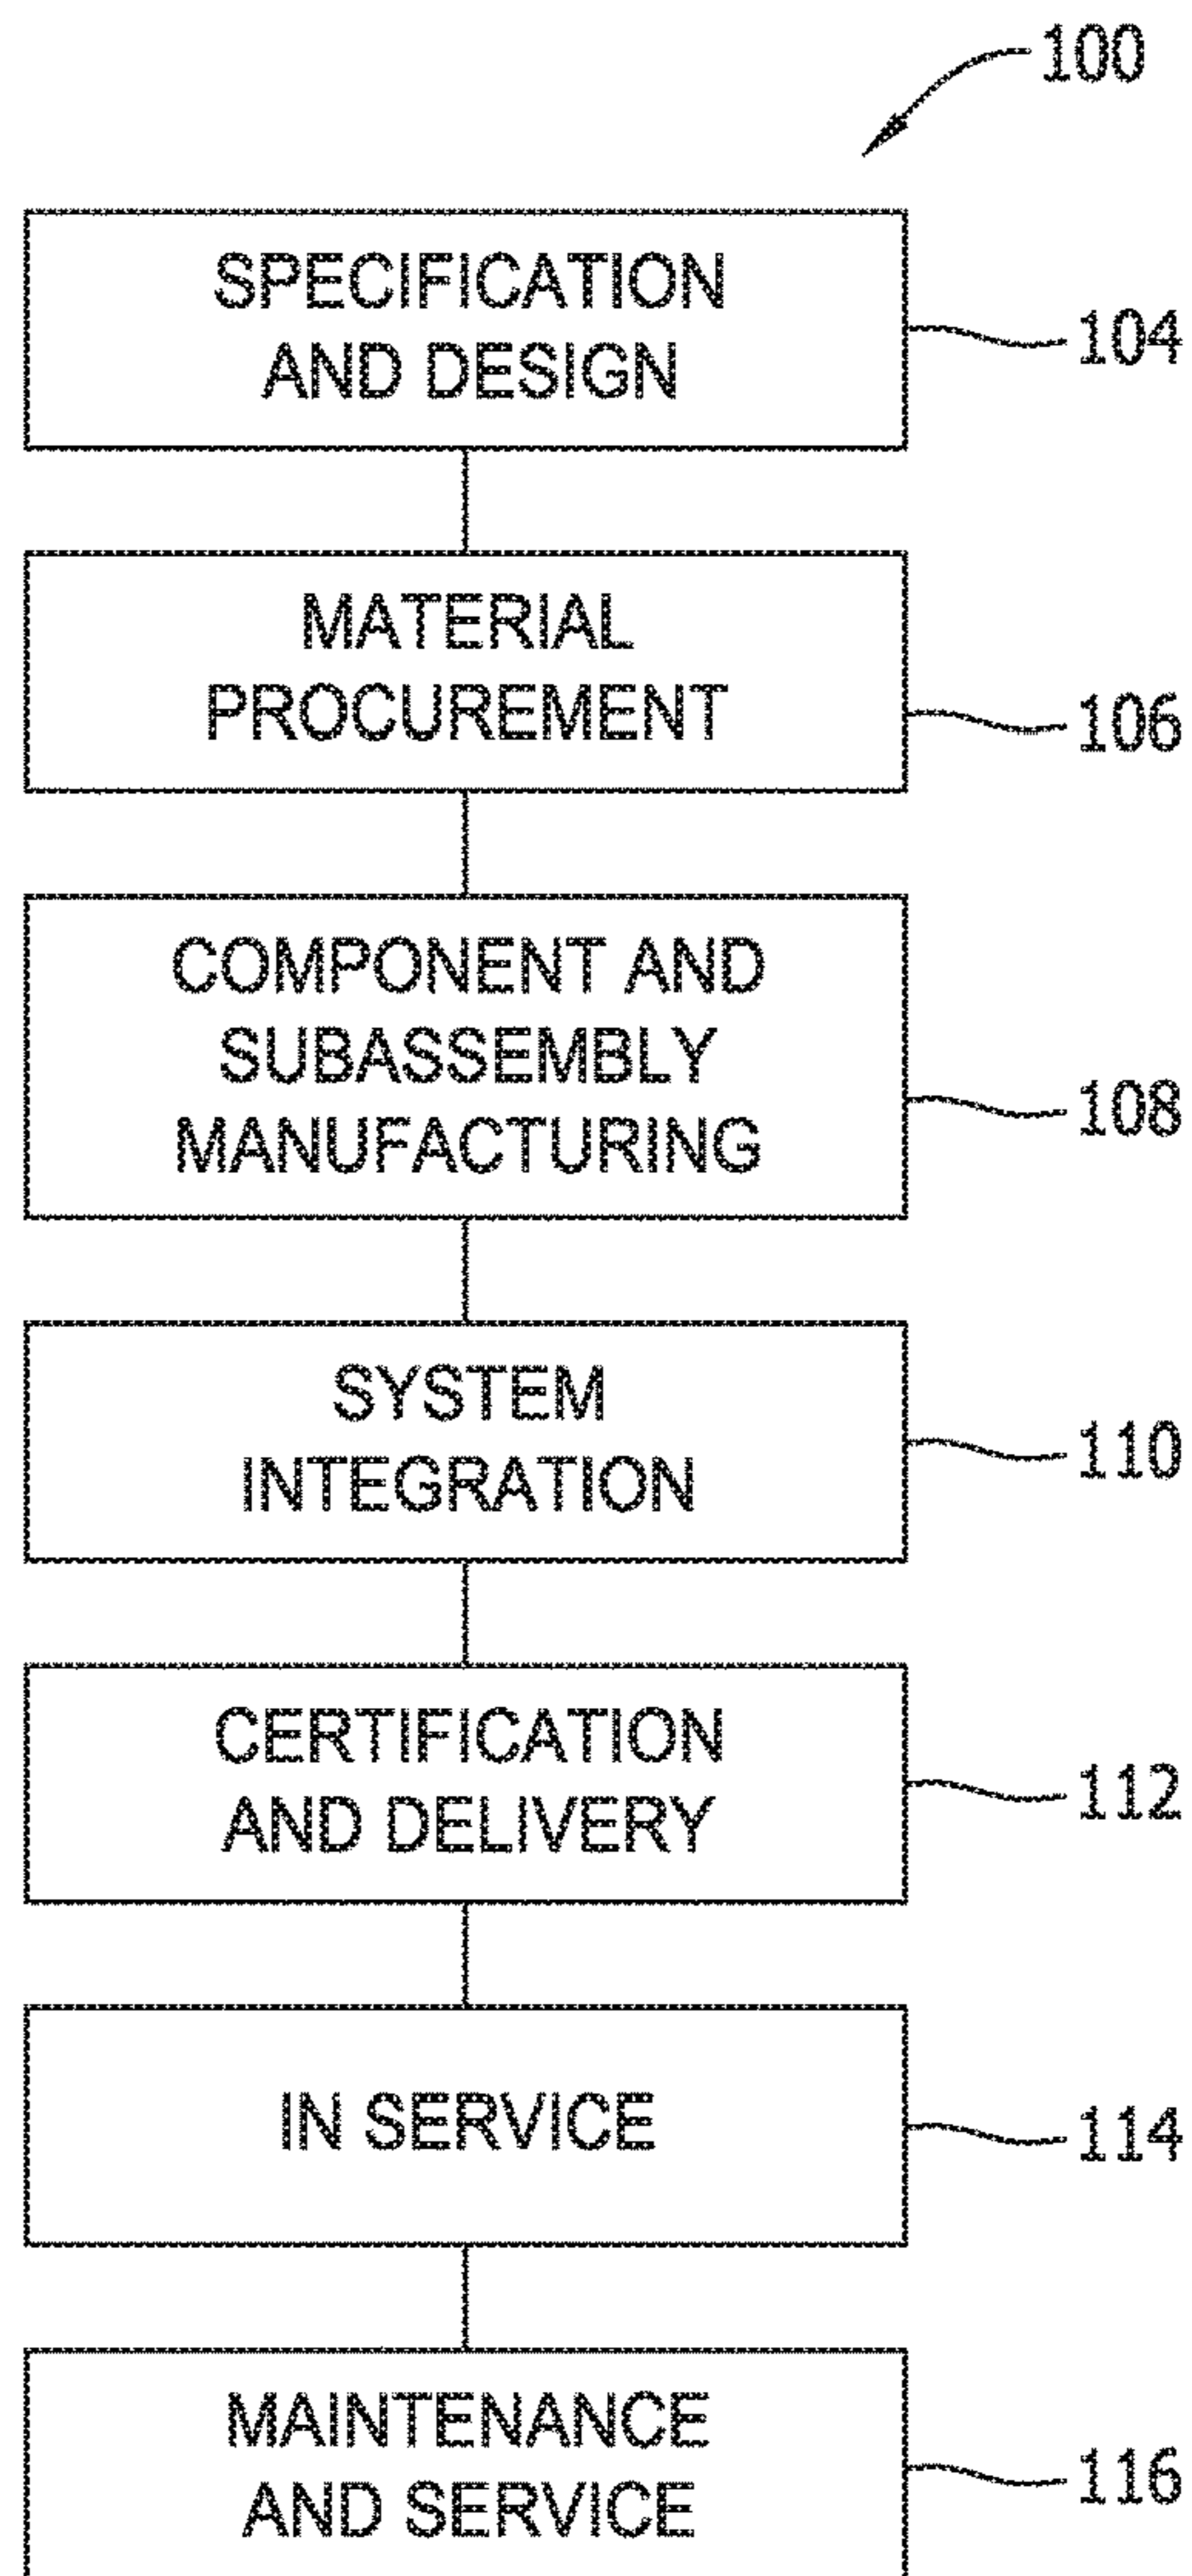 100
SPECIFICATION
AND DESIGN
104
MATERIAL
PROCUREMENT
106
COMPONENT AND
SUBASSEMBLY
MANUFACTURING
108
SYSTEM
INTEGRATION
110
CERTIFICATION
AND DELIVERY
112
IN SERVICE
114
MAINTENANCE
AND SERVICE
116